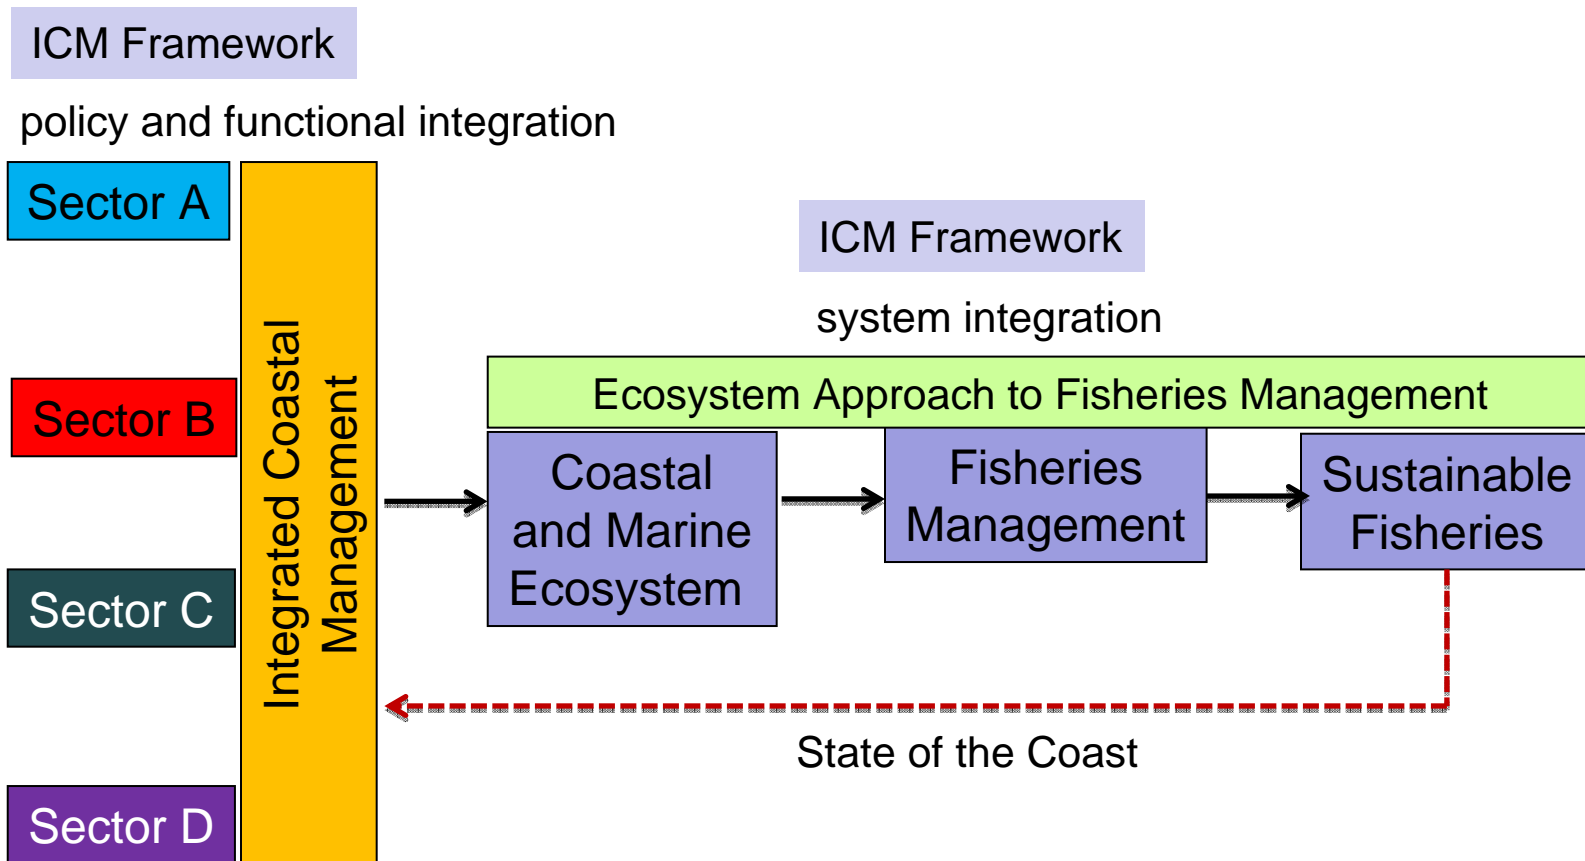 ICM Framework
policy and functional integration
Sector A
Sector B
Sector C
Sector D
Integrated Coastal
Management
ICM Framework
system integration
Ecosystem Approach to Fisheries Management
Coastal
and Marine
Ecosystem
Fisheries
Management
Sustainable
Fisheries
State of the Coast